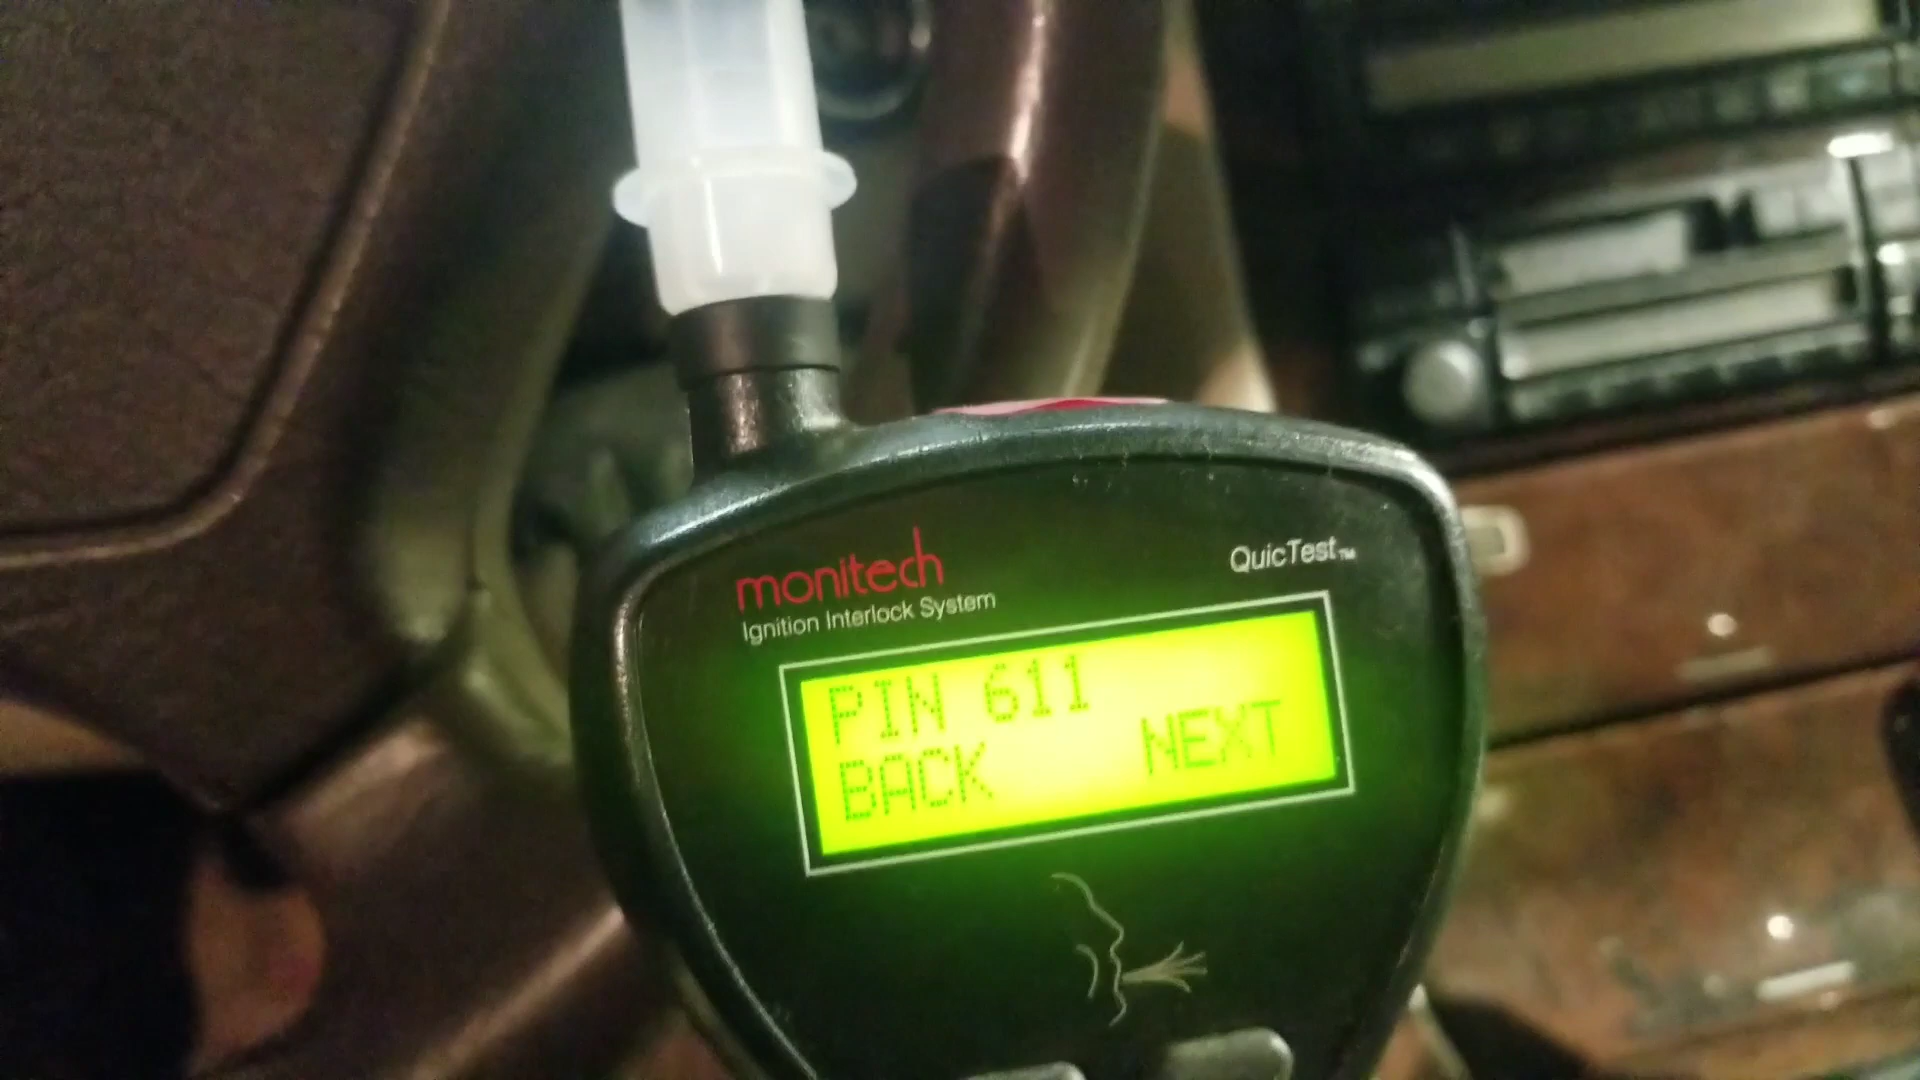 monitech
Ignition Interlock System
QuicTest™
PIN 611
BACK NEXT